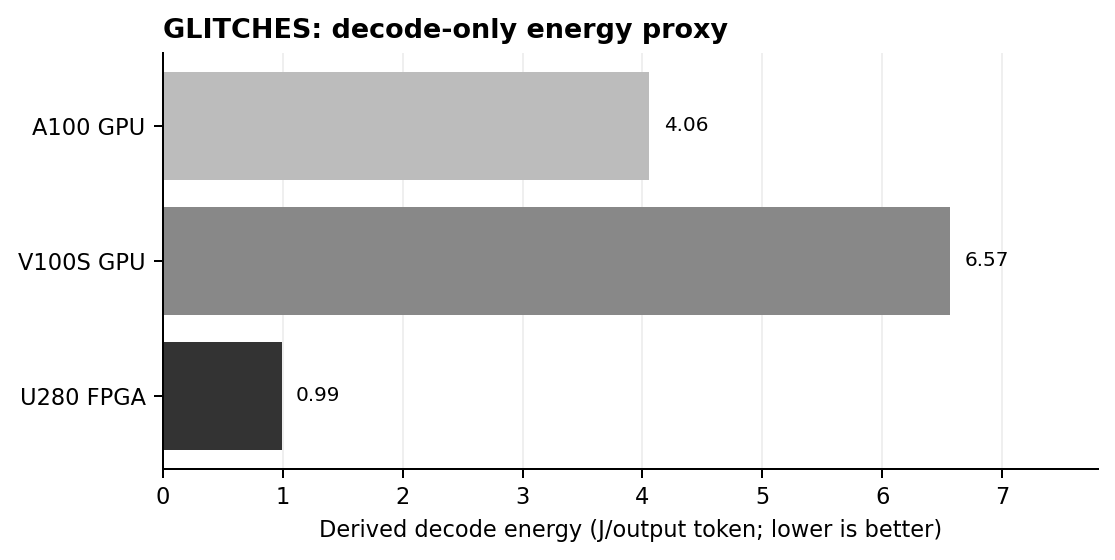 GLITCHES: decode-only energy proxy
A100 GPU
4.06
V100S GPU
6.57
U280 FPGA
0.99
0 1 2 3 4 5 6 7
Derived decode energy (J/output token; lower is better)